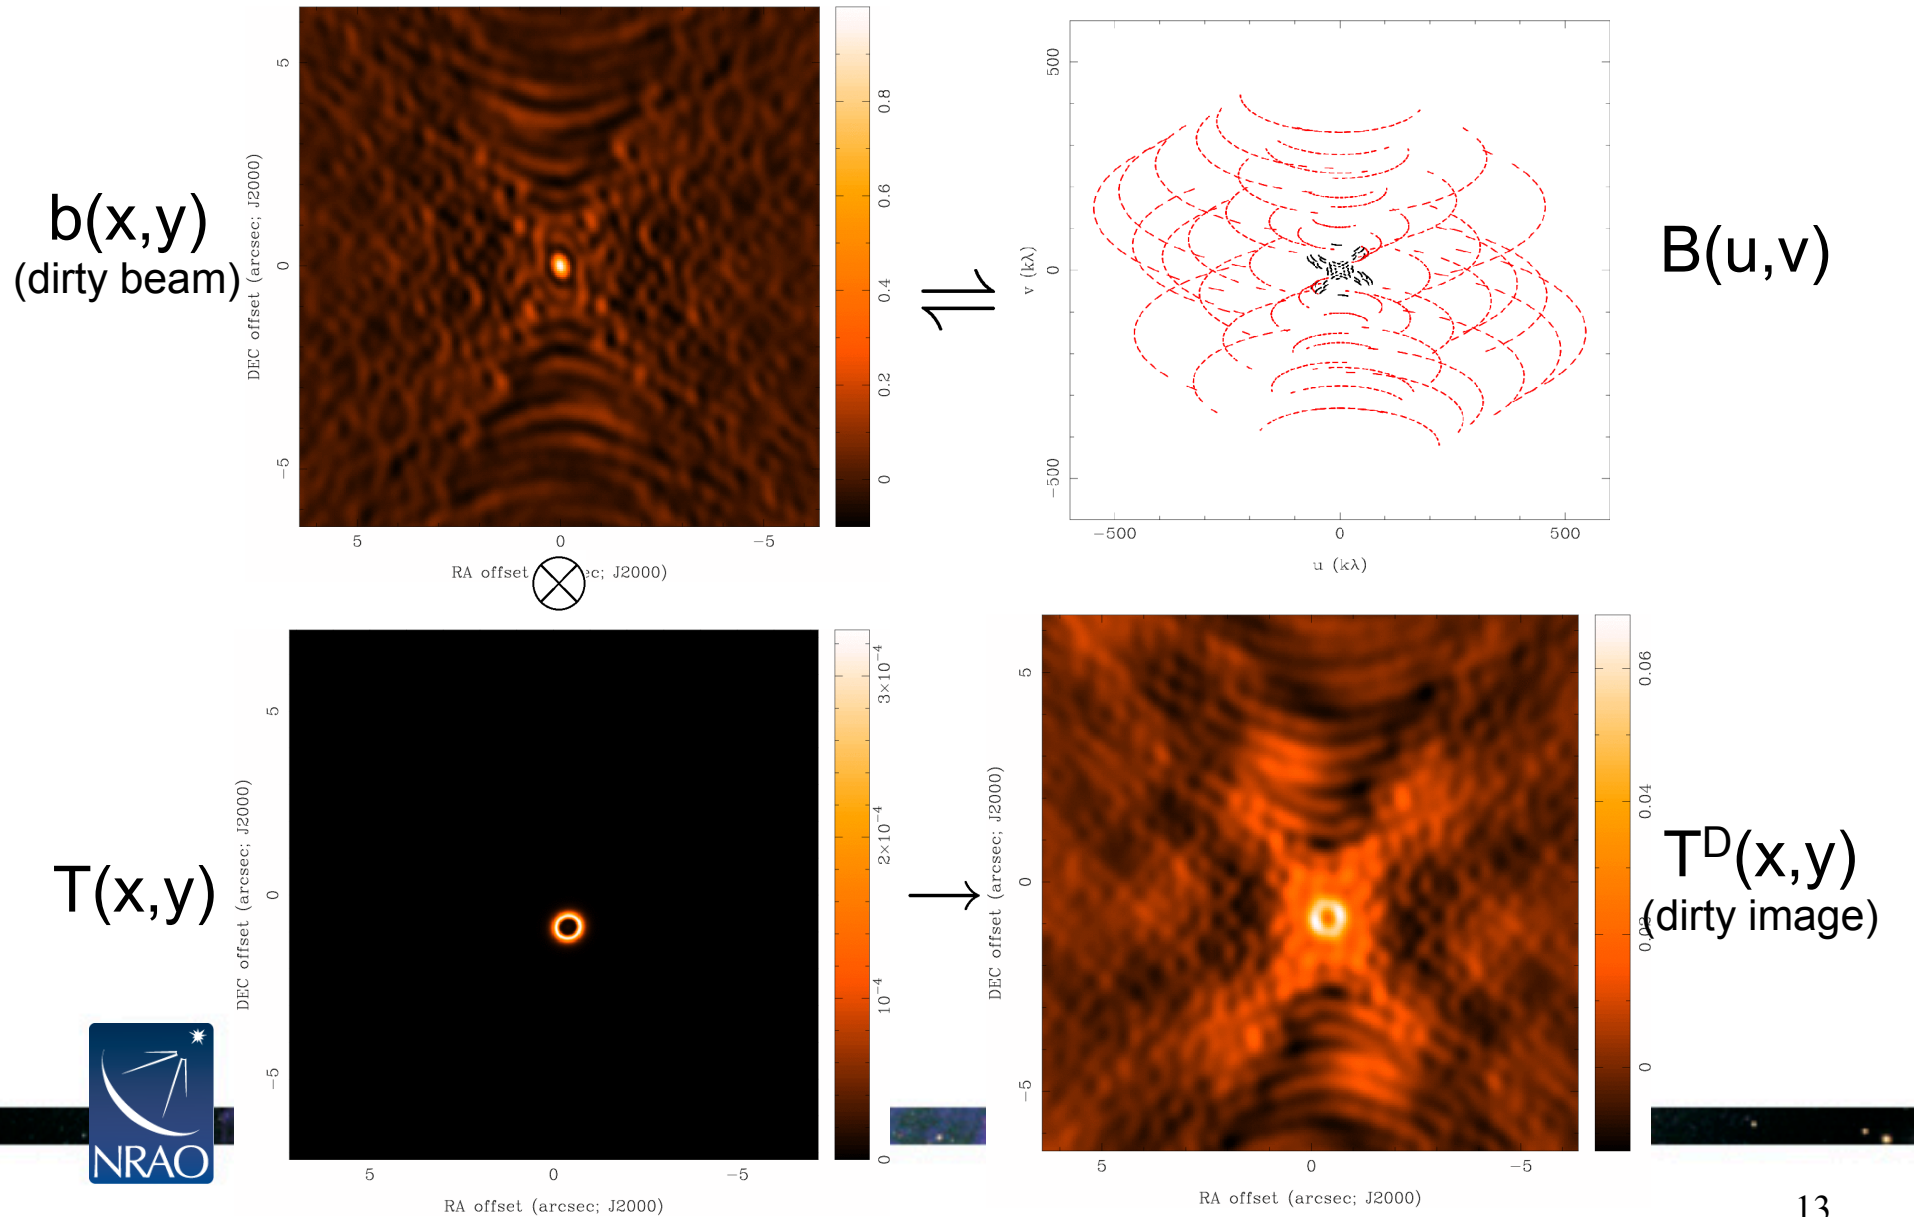 b(x,y)
(dirty beam)
DEC offset (arcsec; J2000)
5
0
−5
5
0
−5
RA offset
ec; J2000)
0.8
0.6
0.4
0.2
0
B(u,v)
v (kλ)
500
0
−500
−500
0
500
u (kλ)
T(x,y)
DEC offset (arcsec; J2000)
5
0
−5
5
0
−5
RA offset (arcsec; J2000)
3×10⁻⁴
2×10⁻⁴
10⁻⁴
0
Tᴰ(x,y)
(dirty image)
DEC offset (arcsec; J2000)
5
0
−5
5
0
−5
RA offset (arcsec; J2000)
0.06
0.04
0
NRAO
13